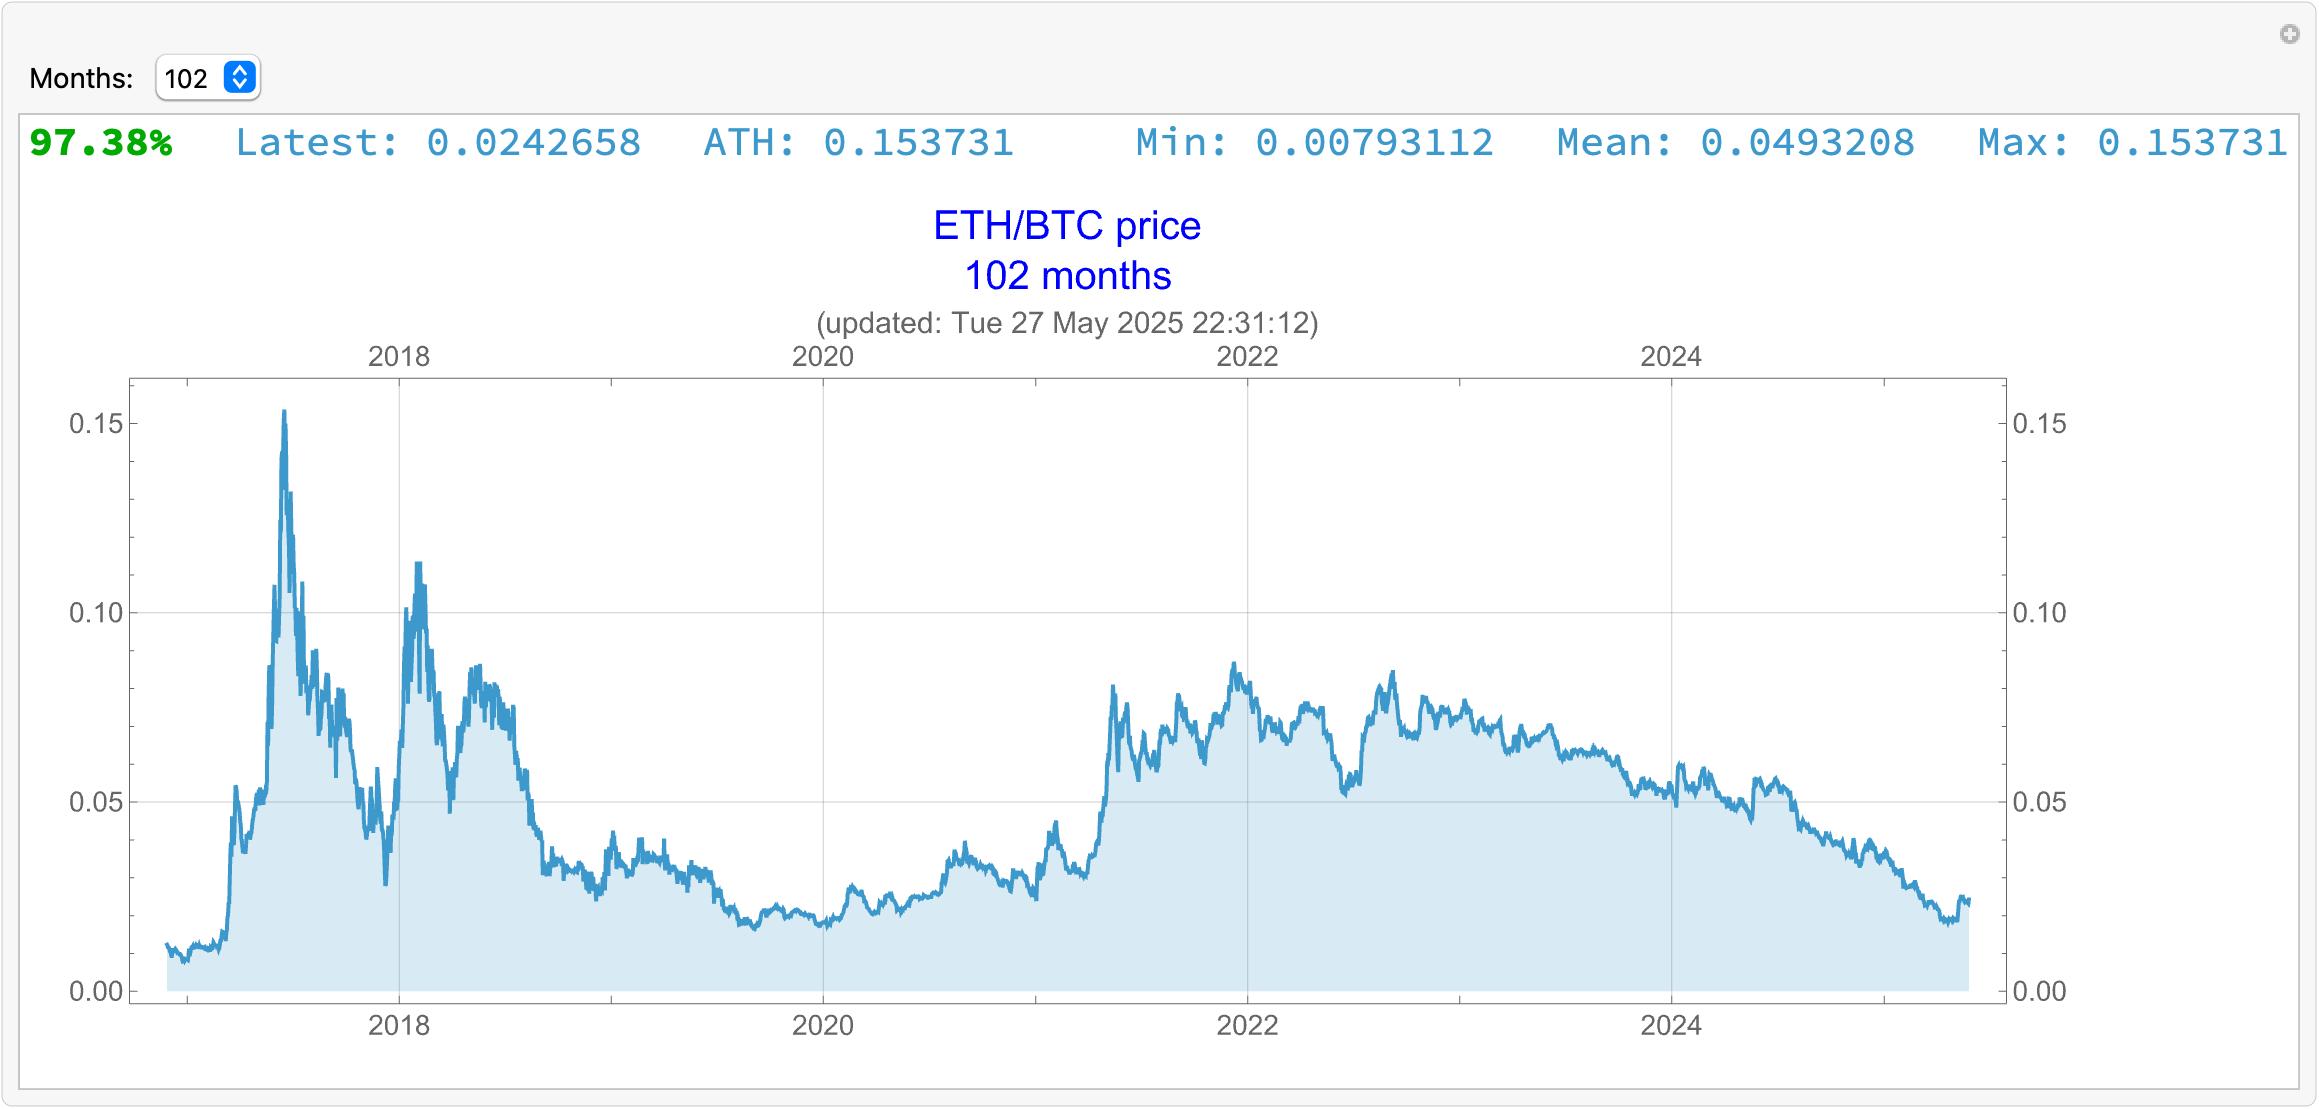 Months: 102
97.38% Latest: 0.0242658 ATH: 0.153731 Min: 0.00793112 Mean: 0.0493208 Max: 0.153731
ETH/BTC price
102 months
(updated: Tue 27 May 2025 22:31:12)
2018 2020 2022 2024
0.15 0.15
0.10 0.10
0.05 0.05
0.00 0.00
2018 2020 2022 2024